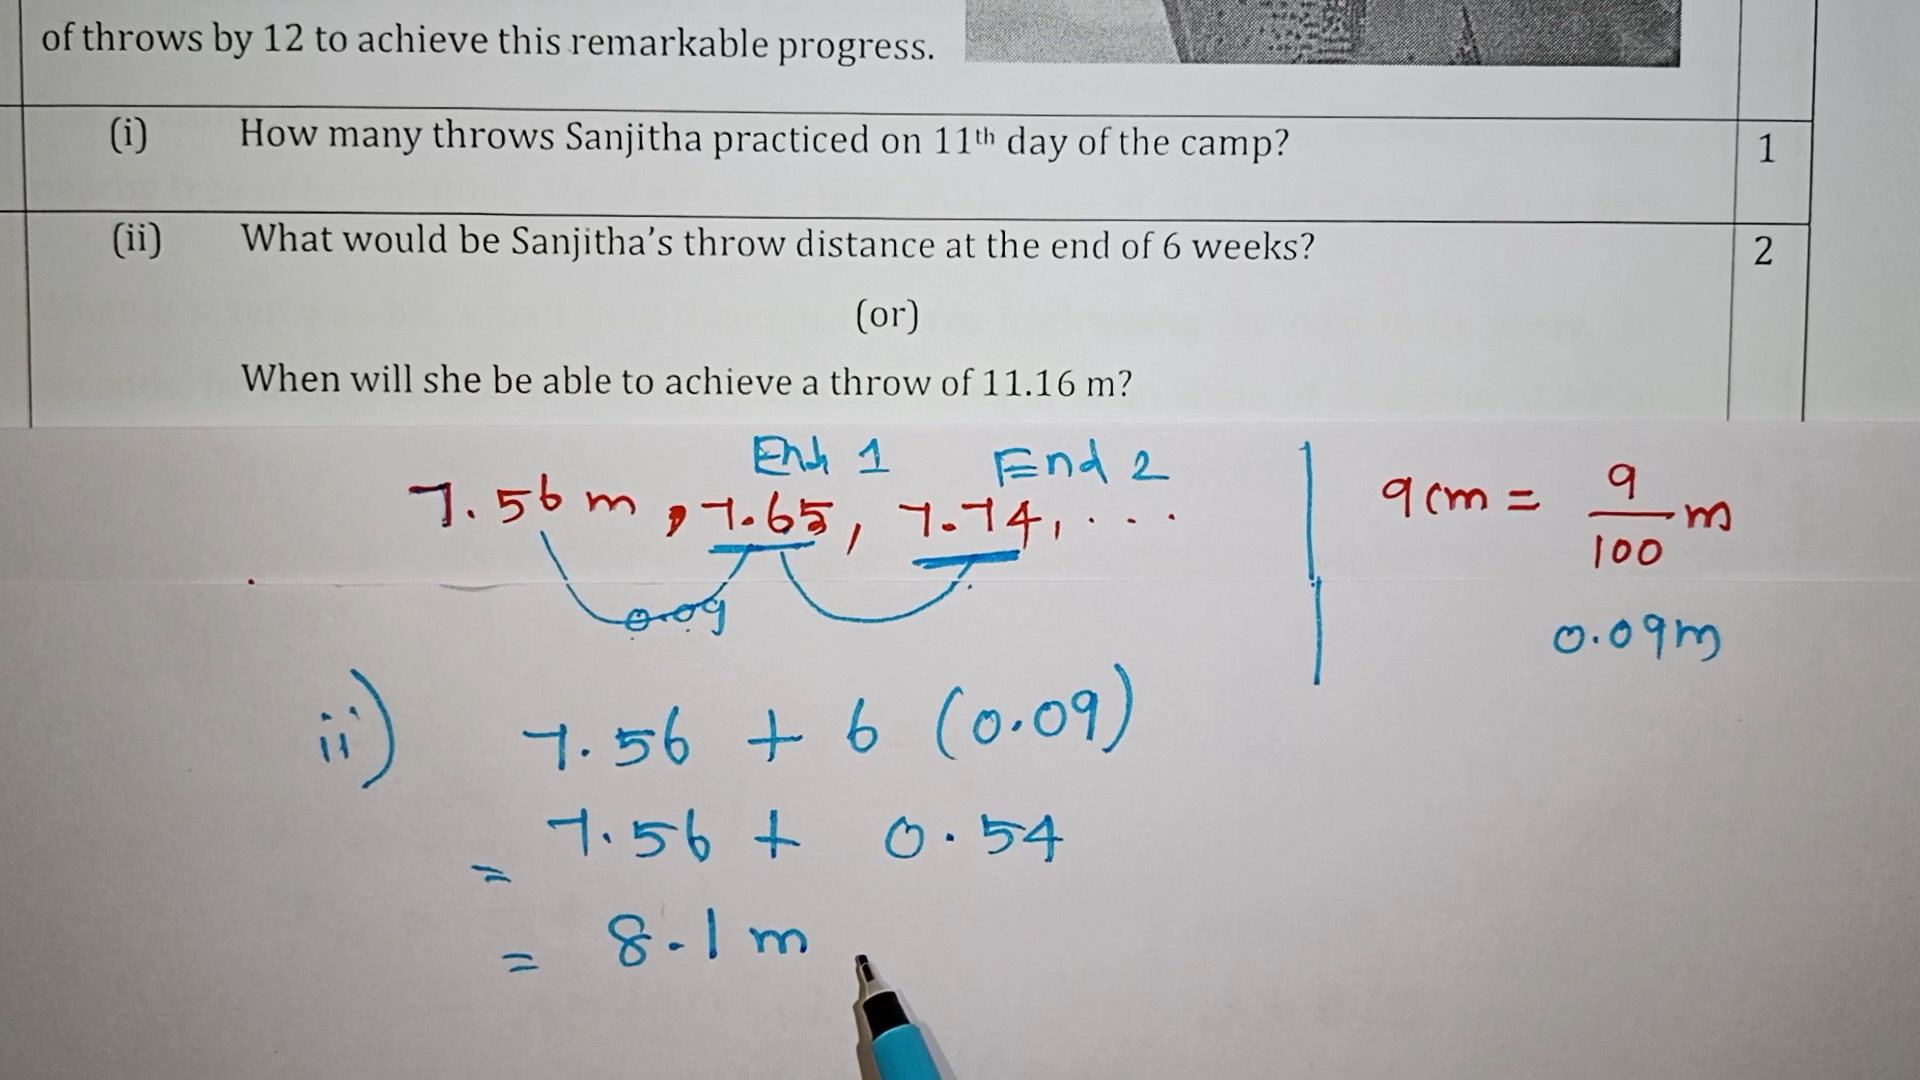 of throws by 12 to achieve this remarkable progress.
(i) How many throws Sanjitha practiced on 11th day of the camp? 1
(ii) What would be Sanjitha's throw distance at the end of 6 weeks? 2
(or)
When will she be able to achieve a throw of 11.16 m?
End 1 End 2
7.56 m, 7.65, 7.74, . . .
0.09
9cm = 9/100 m
0.09m
ii) 7.56 + 6 (0.09)
= 7.56 + 0.54
= 8.1 m